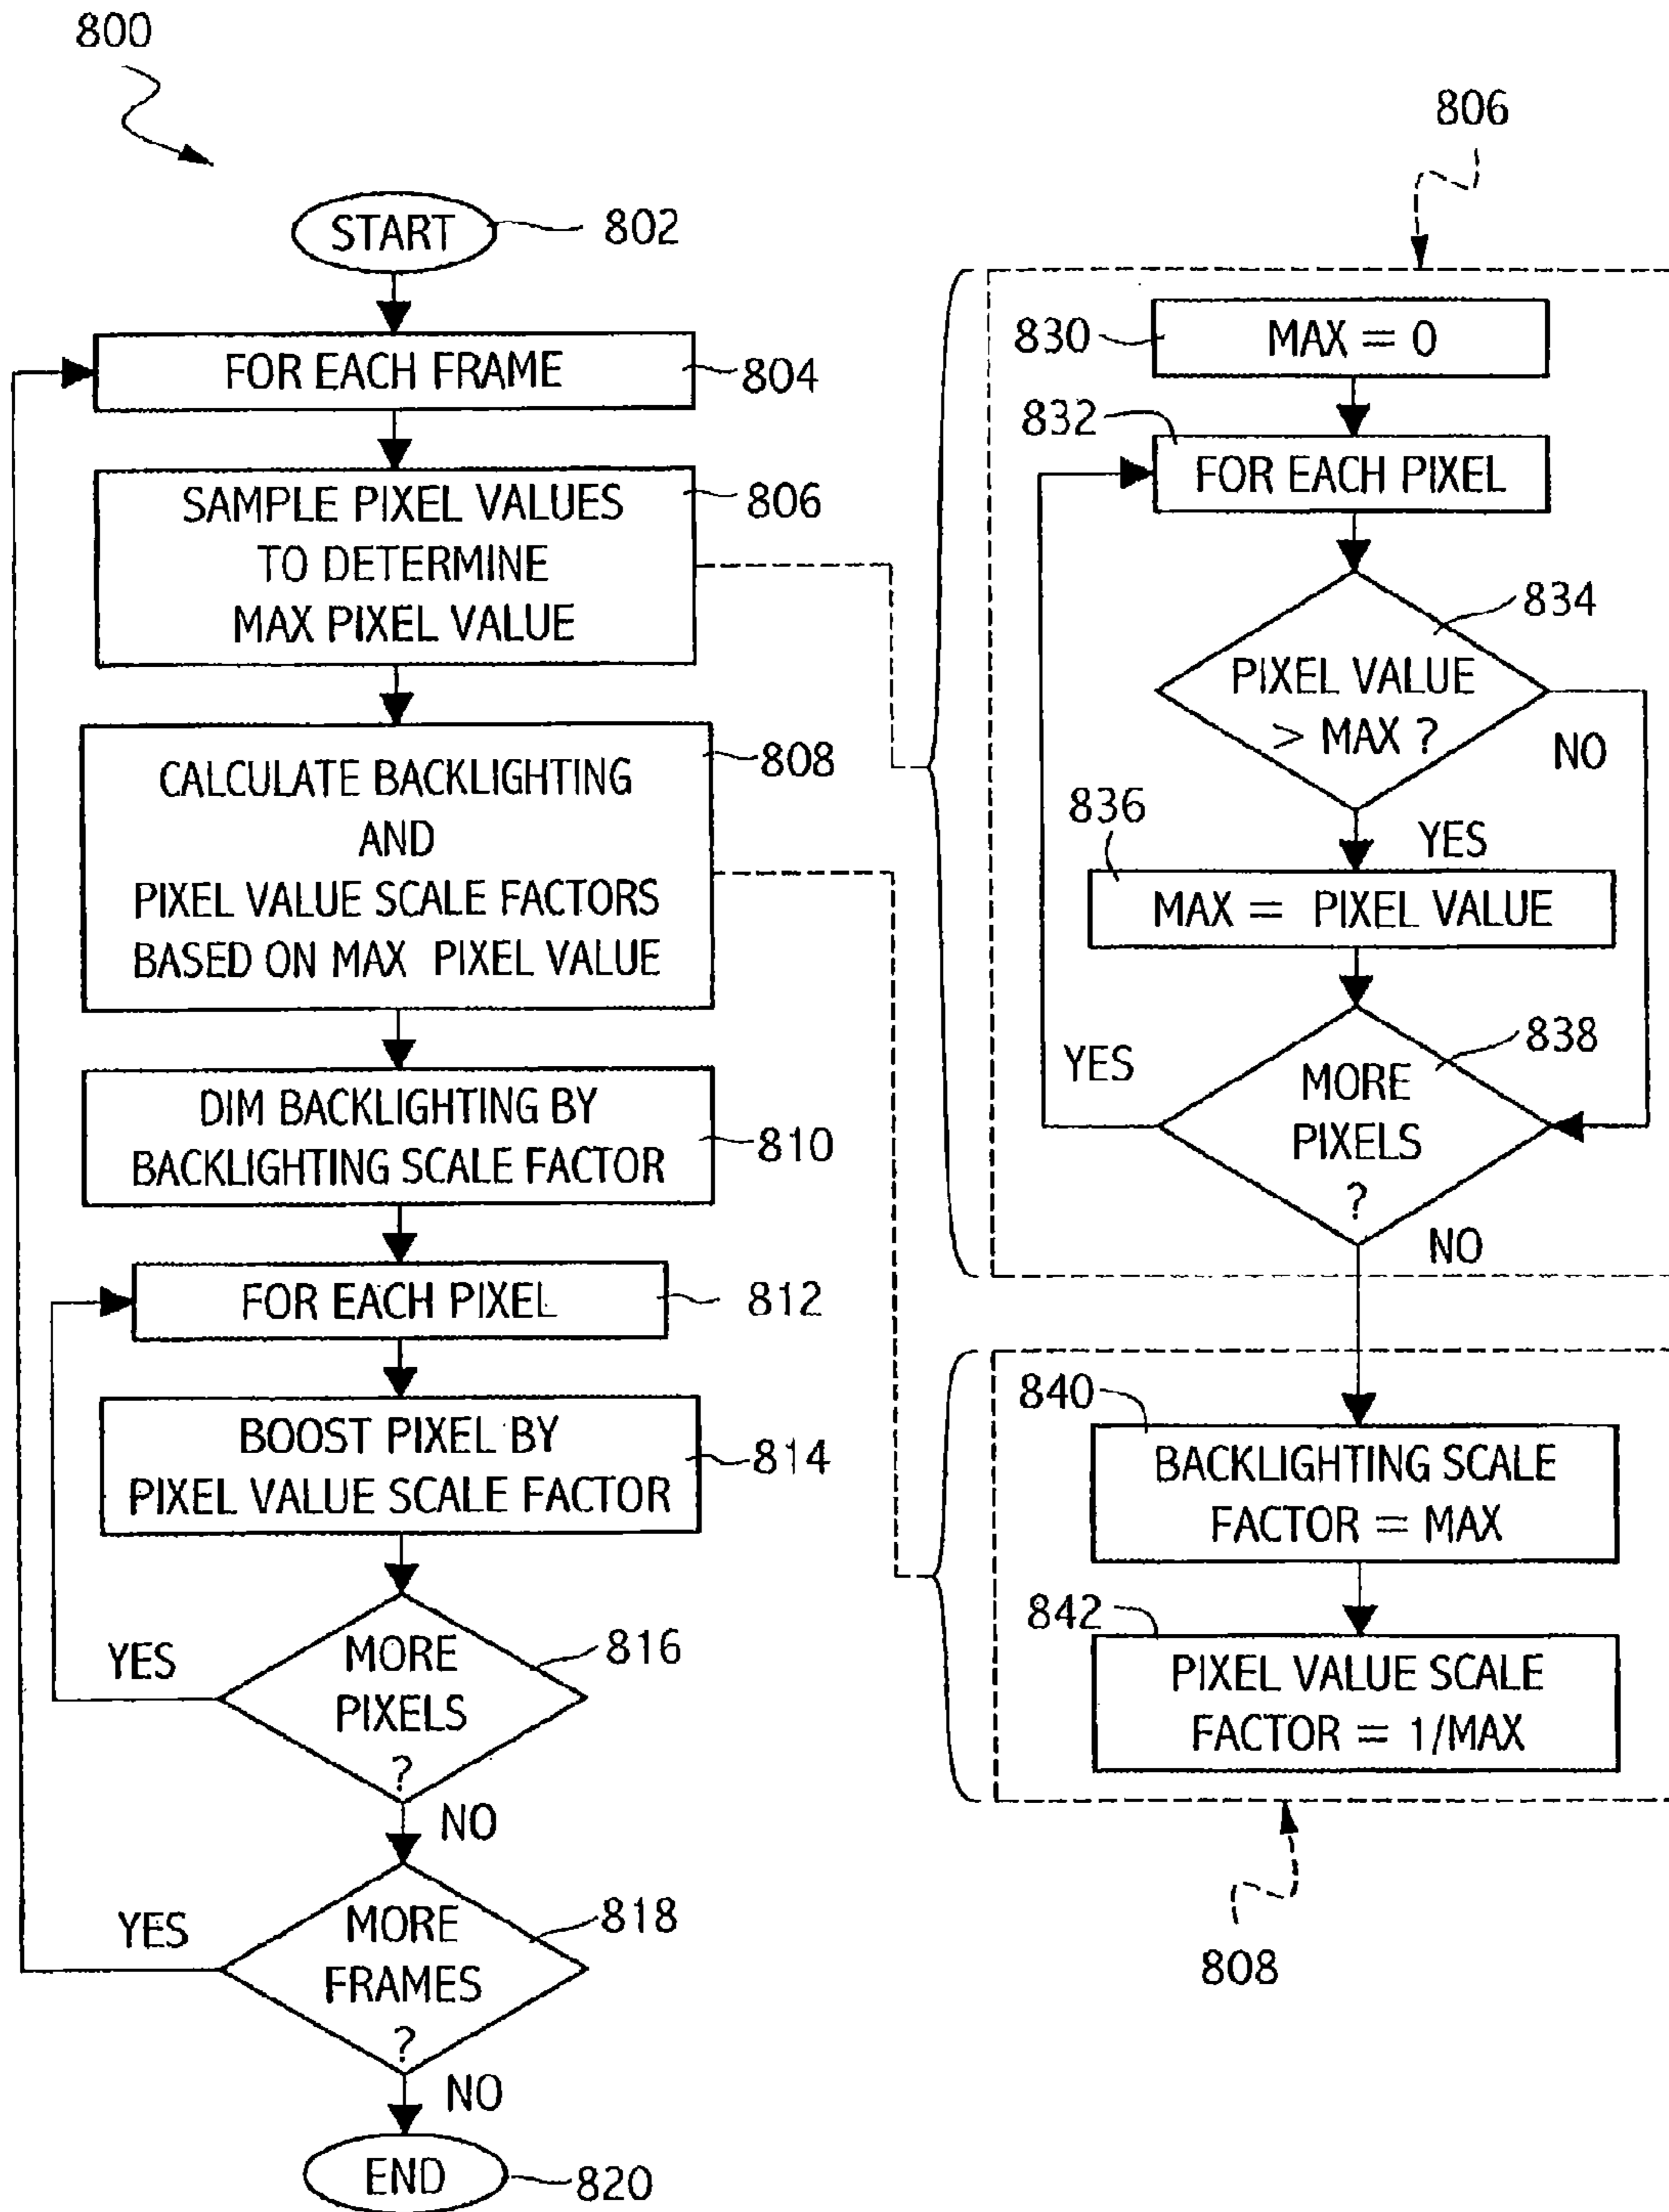 800
START
802
FOR EACH FRAME
804
SAMPLE PIXEL VALUES
TO DETERMINE
MAX PIXEL VALUE
806
CALCULATE BACKLIGHTING
AND
PIXEL VALUE SCALE FACTORS
BASED ON MAX PIXEL VALUE
808
DIM BACKLIGHTING BY
BACKLIGHTING SCALE FACTOR
810
FOR EACH PIXEL
812
BOOST PIXEL BY
PIXEL VALUE SCALE FACTOR
814
MORE
PIXELS
?
816
YES
NO
MORE
FRAMES
?
818
YES
NO
END
820
806
830
MAX = 0
832
FOR EACH PIXEL
834
PIXEL VALUE
> MAX ?
NO
YES
836
MAX = PIXEL VALUE
838
MORE
PIXELS
?
YES
NO
840
BACKLIGHTING SCALE
FACTOR = MAX
842
PIXEL VALUE SCALE
FACTOR = 1/MAX
808